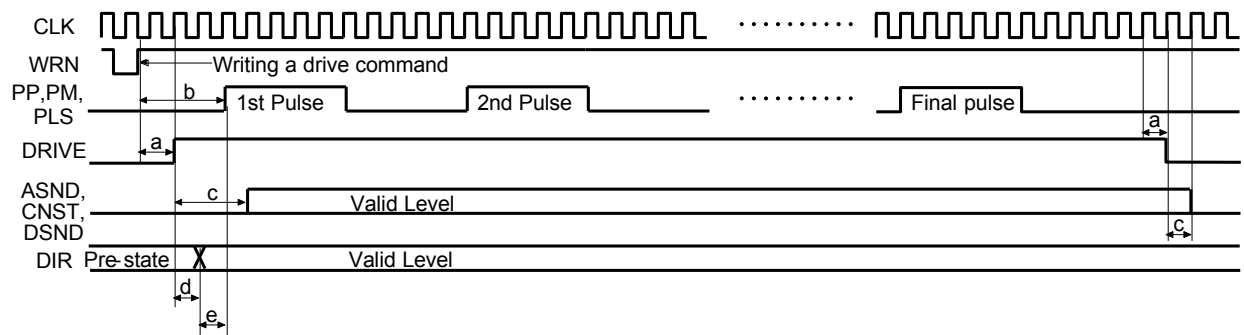 CLK
WRN
Writing a drive command
PP,PM,
PLS
b
1st Pulse
2nd Pulse
Final pulse
DRIVE
a
a
ASND,
CNST,
DSND
c
Valid Level
c
DIR
Pre-state
Valid Level
d
e